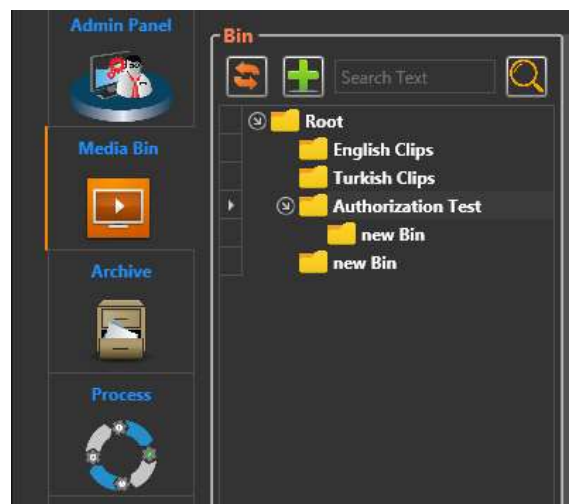 Admin Panel
Media Bin
Archive
Process
Bin
Search Text
Root
English Clips
Turkish Clips
Authorization Test
new Bin
new Bin